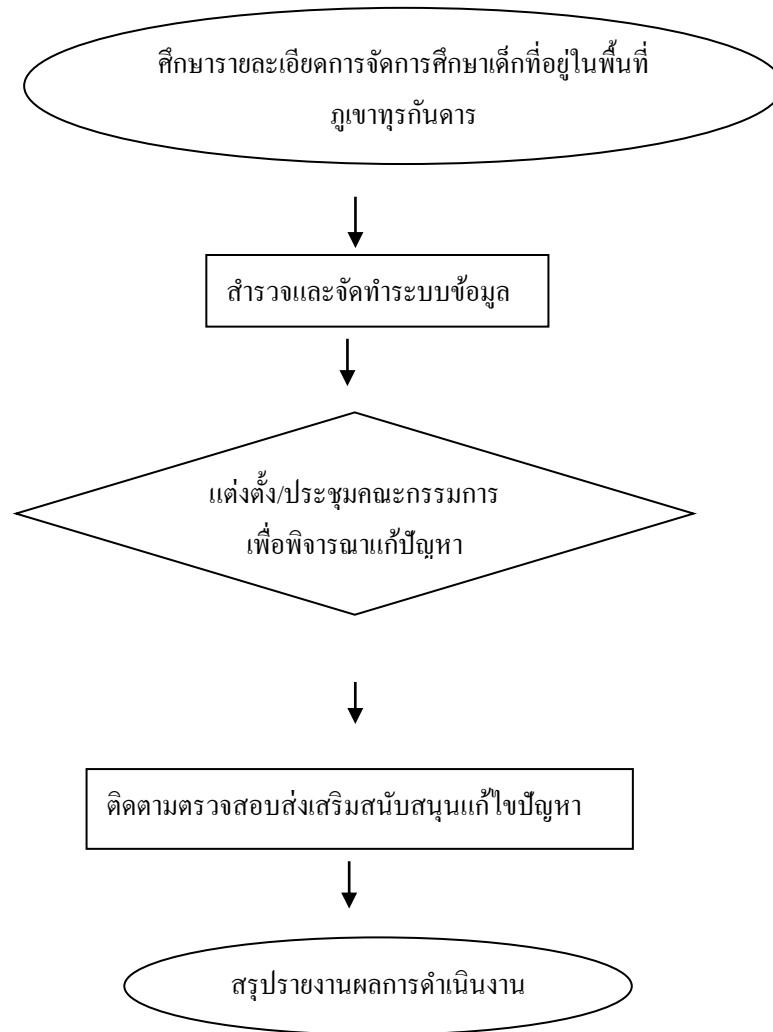 ศึกษารายละเอียดการจัดการศึกษาเด็กที่อยู่ในพื้นที่
ภูเขาทุรกันดาร
สำรวจและจัดทำระบบข้อมูล
แต่งตั้ง/ประชุมคณะกรรมการ
เพื่อพิจารณาแก้ปัญหา
ติดตามตรวจสอบส่งเสริมสนับสนุนแก้ไขปัญหา
สรุปรายงานผลการดำเนินงาน